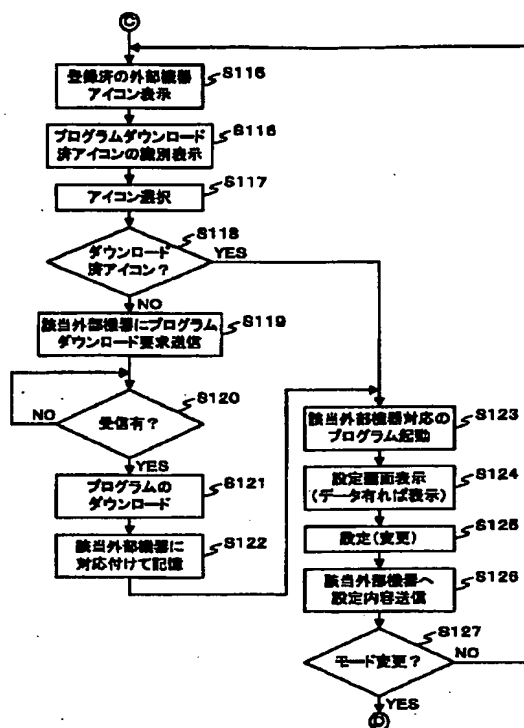 C
登録済の外部機器
アイコン表示
S115
プログラムダウンロード
済アイコンの識別表示
S116
アイコン選択
S117
ダウンロード
済アイコン？
S118
YES
NO
該当外部機器にプログラム
ダウンロード要求送信
S119
受信有？
S120
NO
YES
プログラムの
ダウンロード
S121
該当外部機器に
対応付けて記憶
S122
該当外部機器対応の
プログラム起動
S123
設定画面表示
(データ有れば表示)
S124
設定(変更)
S125
該当外部機器へ
設定内容送信
S126
モード変更？
S127
NO
YES
D